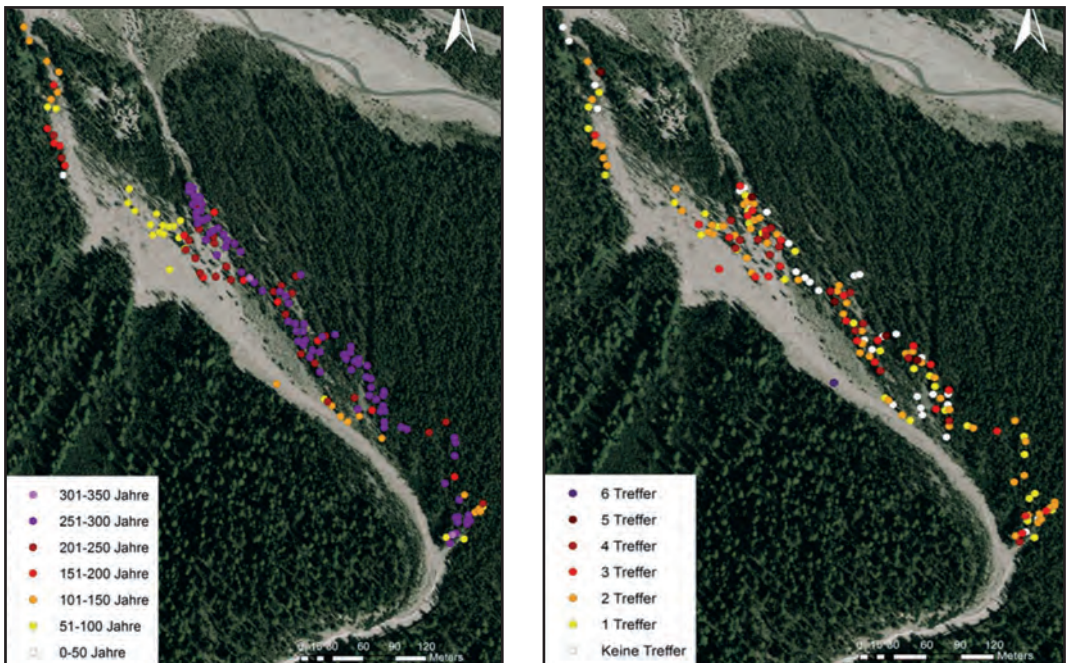 301-350 Jahre
251-300 Jahre
201-250 Jahre
151-200 Jahre
101-150 Jahre
51-100 Jahre
0-50 Jahre
60 90 120
Meters
6 Treffer
5 Treffer
4 Treffer
3 Treffer
2 Treffer
1 Treffer
Keine Treffer
60 90 120
Meters